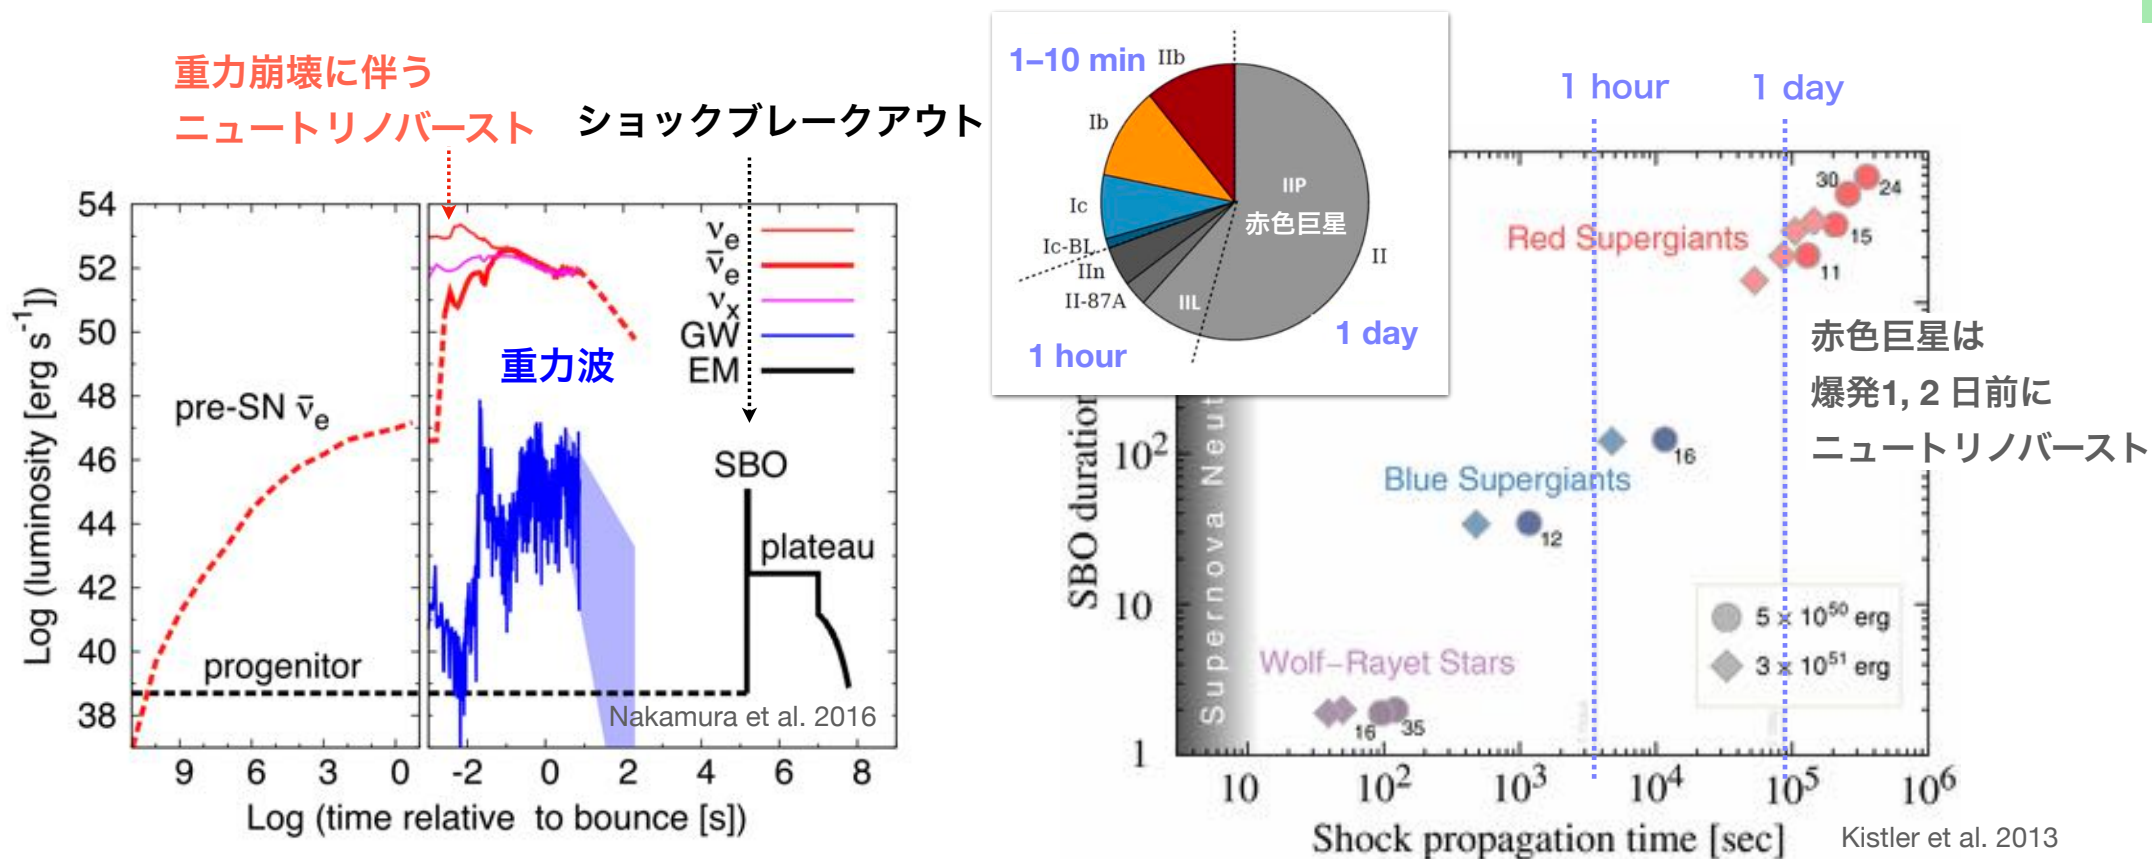 重力崩壊に伴う
ニュートリノバースト
ショックブレークアウト
54
52
50
48
46
44
42
40
38
Log (luminosity [erg s⁻¹])
νe
ν̄e
νx
GW
EM
重力波
pre-SN ν̄e
SBO
plateau
progenitor
Nakamura et al. 2016
9 6 3 0 -2 0 2 4 6 8
Log (time relative to bounce [s])
1–10 min
IIb
Ib
Ic
Ic-BL
IIn
II-87A
IIL
IIP
赤色巨星
II
1 hour
1 day
1 hour
1 day
30
24
15
11
Red Supergiants
赤色巨星は
爆発1, 2 日前に
ニュートリノバースト
10²
16
Blue Supergiants
12
10
SBO duration
Supernova Neut
5 × 10⁵⁰ erg
3 × 10⁵¹ erg
Wolf–Rayet Stars
16
35
1
10 10² 10³ 10⁴ 10⁵ 10⁶
Shock propagation time [sec]
Kistler et al. 2013